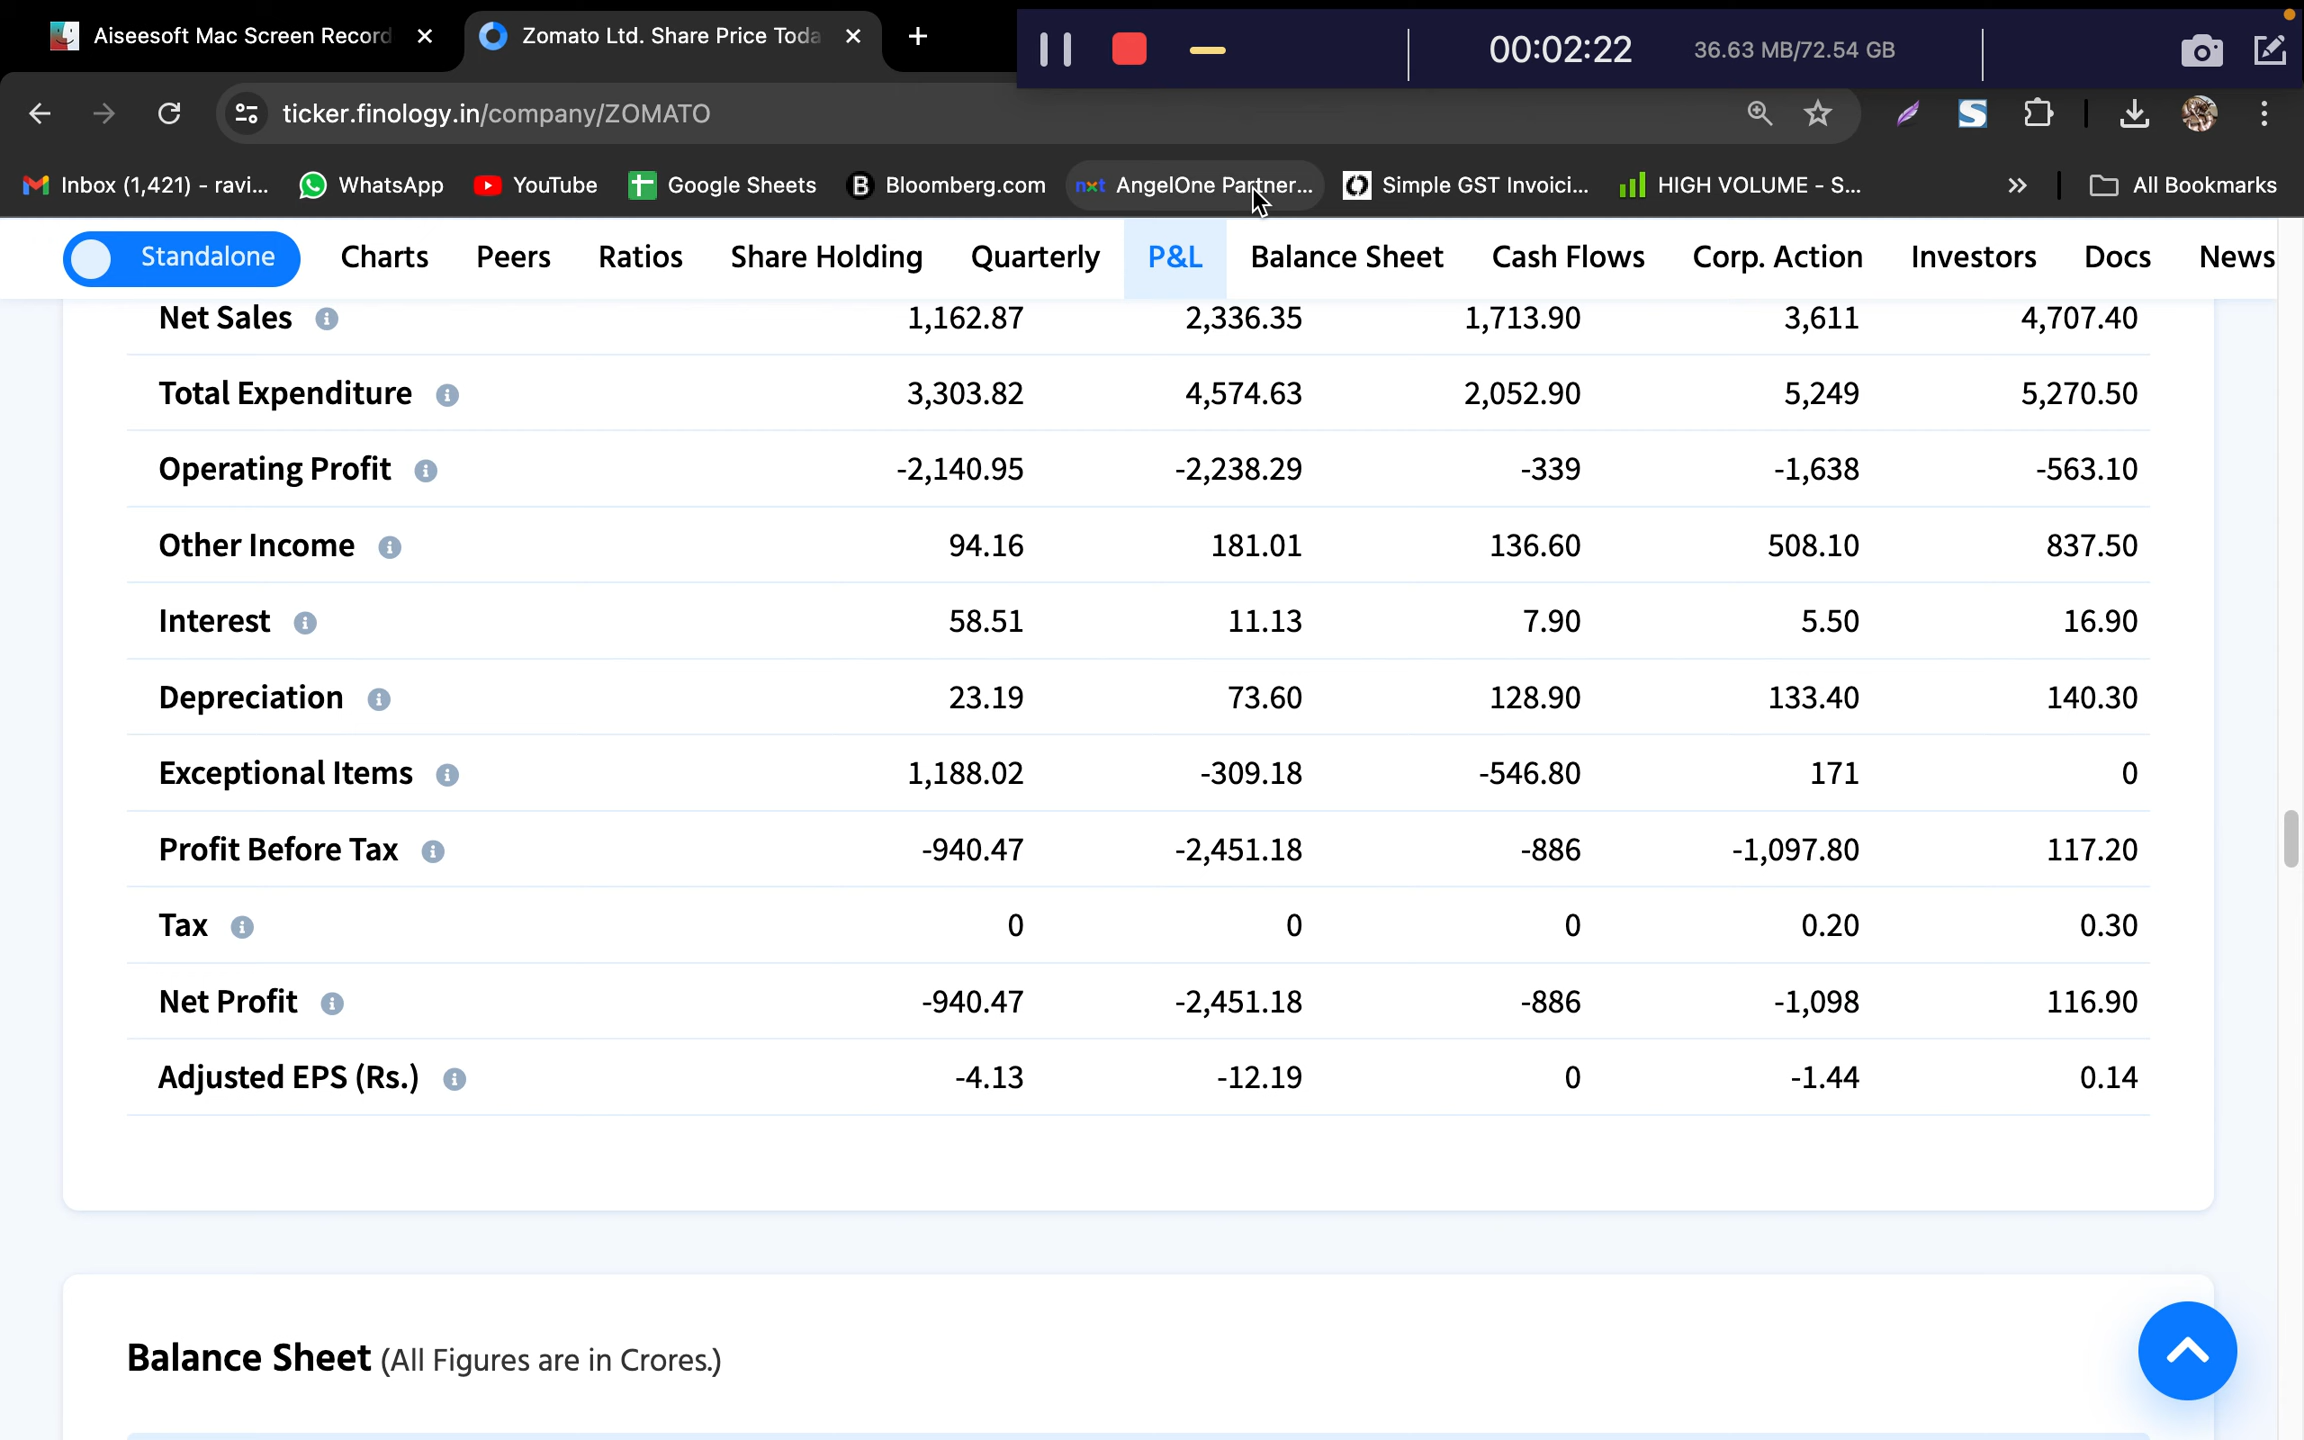 Aiseesoft Mac Screen Record
Zomato Ltd. Share Price Toda
00:02:22
36.63 MB/72.54 GB
ticker.finology.in/company/ZOMATO
Inbox (1,421) - ravi...
WhatsApp
YouTube
Google Sheets
B Bloomberg.com
nxt AngelOne Partner...
Simple GST Invoici...
HIGH VOLUME - S...
All Bookmarks
Standalone Charts Peers Ratios Share Holding Quarterly P&L Balance Sheet Cash Flows Corp. Action Investors Docs News
Net Sales 1,162.87 2,336.35 1,713.90 3,611 4,707.40
Total Expenditure 3,303.82 4,574.63 2,052.90 5,249 5,270.50
Operating Profit -2,140.95 -2,238.29 -339 -1,638 -563.10
Other Income 94.16 181.01 136.60 508.10 837.50
Interest 58.51 11.13 7.90 5.50 16.90
Depreciation 23.19 73.60 128.90 133.40 140.30
Exceptional Items 1,188.02 -309.18 -546.80 171 0
Profit Before Tax -940.47 -2,451.18 -886 -1,097.80 117.20
Tax 0 0 0 0.20 0.30
Net Profit -940.47 -2,451.18 -886 -1,098 116.90
Adjusted EPS (Rs.) -4.13 -12.19 0 -1.44 0.14
Balance Sheet (All Figures are in Crores.)